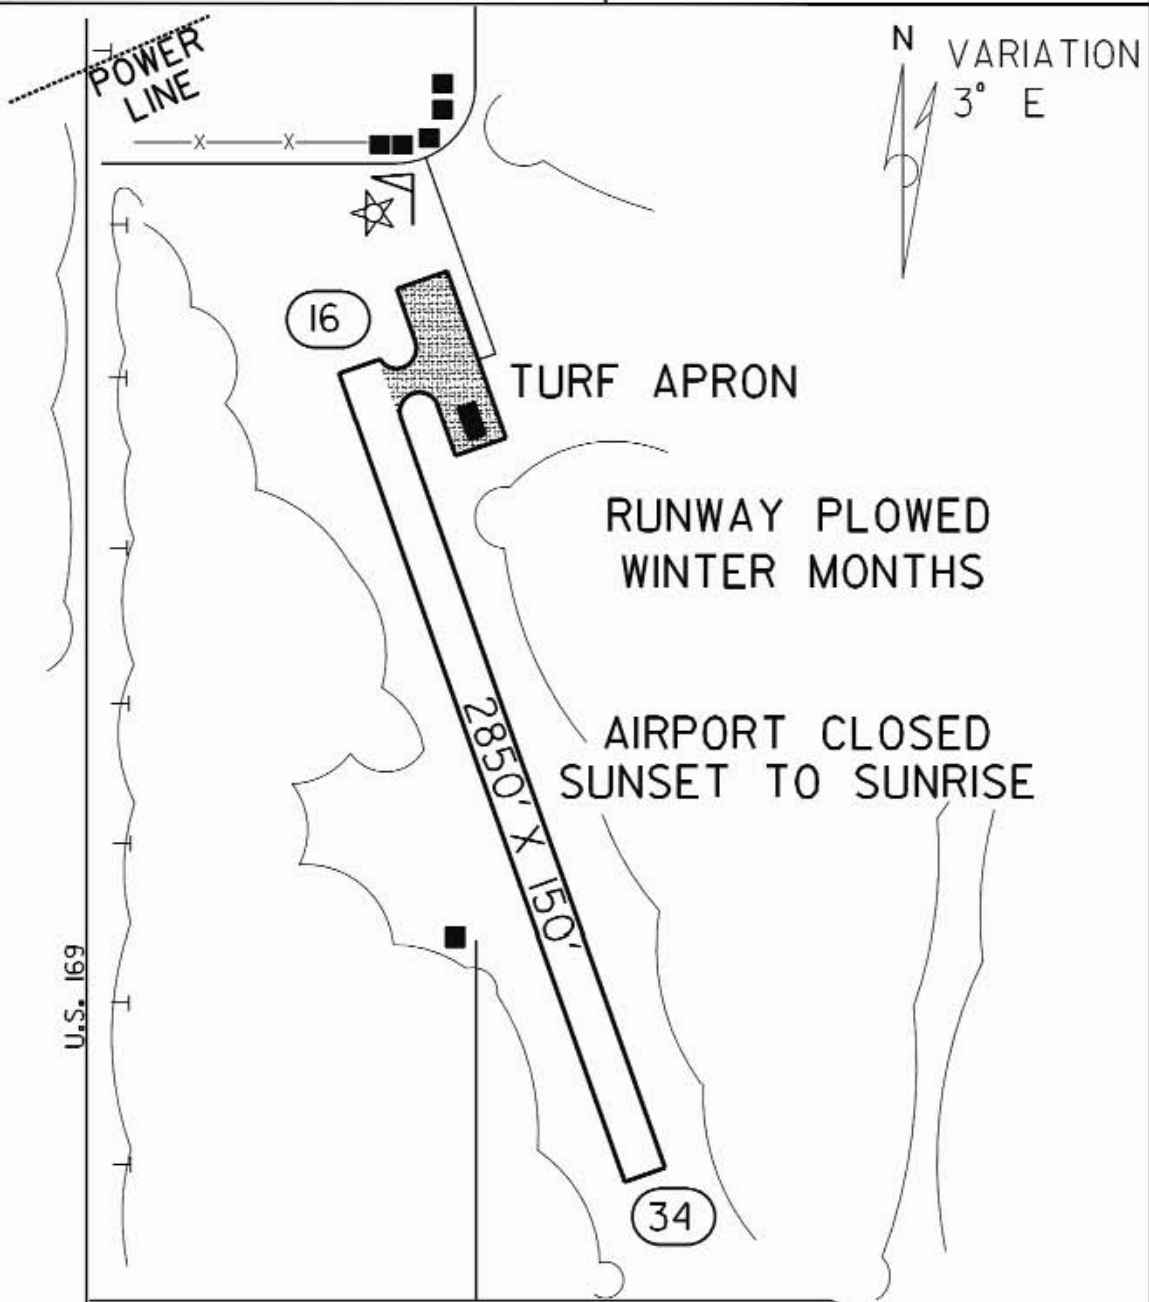 N
VARIATION
3° E
POWER
LINE
16
TURF APRON
RUNWAY PLOWED
WINTER MONTHS
AIRPORT CLOSED
SUNSET TO SUNRISE
2850' X 150'
U.S. 169
34